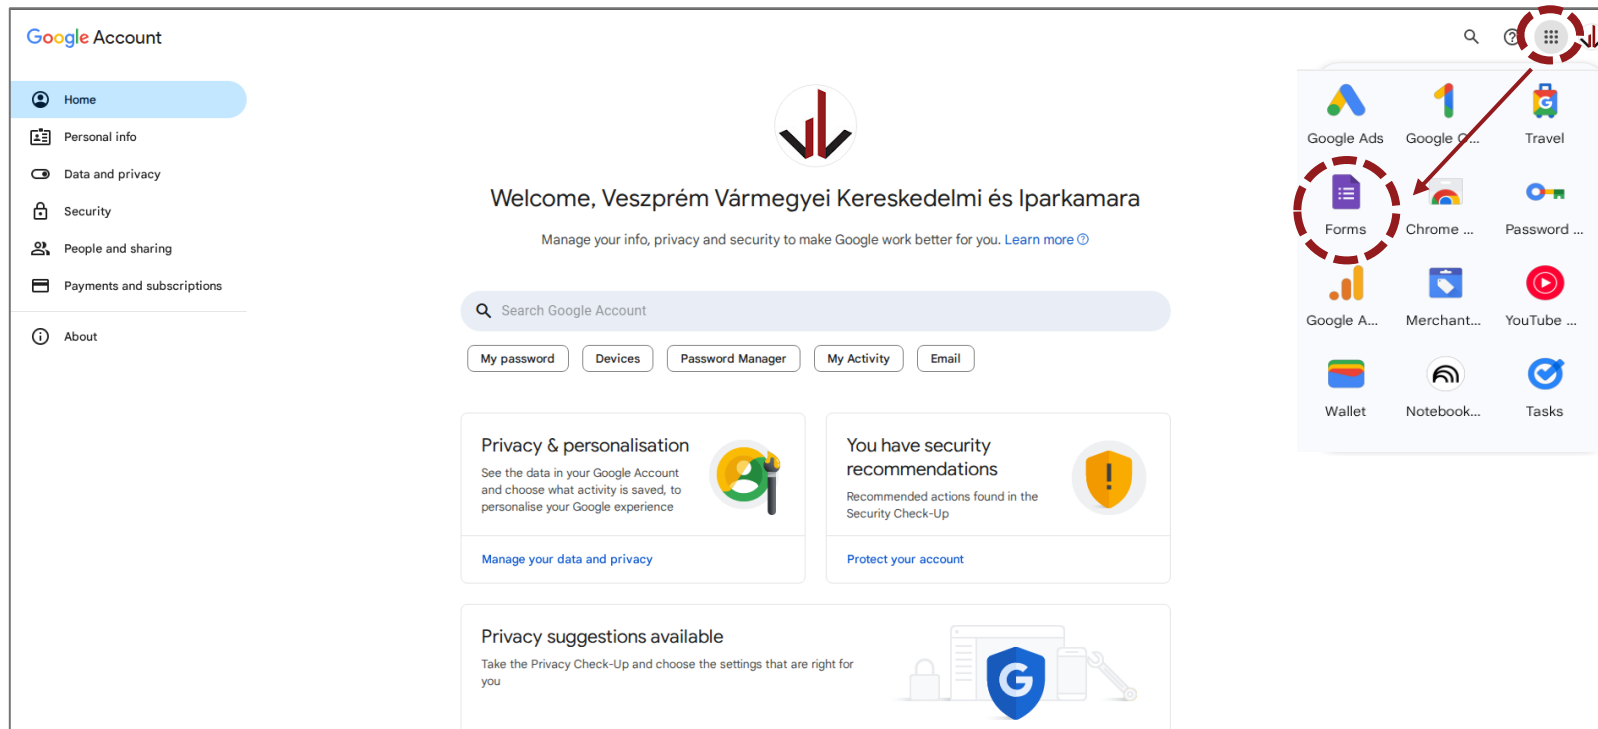 Google Account
Home
Personal info
Data and privacy
Security
People and sharing
Payments and subscriptions
About
Welcome, Veszprém Vármegyei Kereskedelmi és Iparkamara
Manage your info, privacy and security to make Google work better for you. Learn more
Search Google Account
My password
Devices
Password Manager
My Activity
Email
Privacy & personalisation
See the data in your Google Account
and choose what activity is saved, to
personalise your Google experience
Manage your data and privacy
You have security
recommendations
Recommended actions found in the
Security Check-Up
Protect your account
Privacy suggestions available
Take the Privacy Check-Up and choose the settings that are right for
you
G
Google Ads
Google O...
G
Travel
Forms
Chrome ...
Password ...
Google A...
Merchant...
YouTube ...
Wallet
Notebook...
Tasks